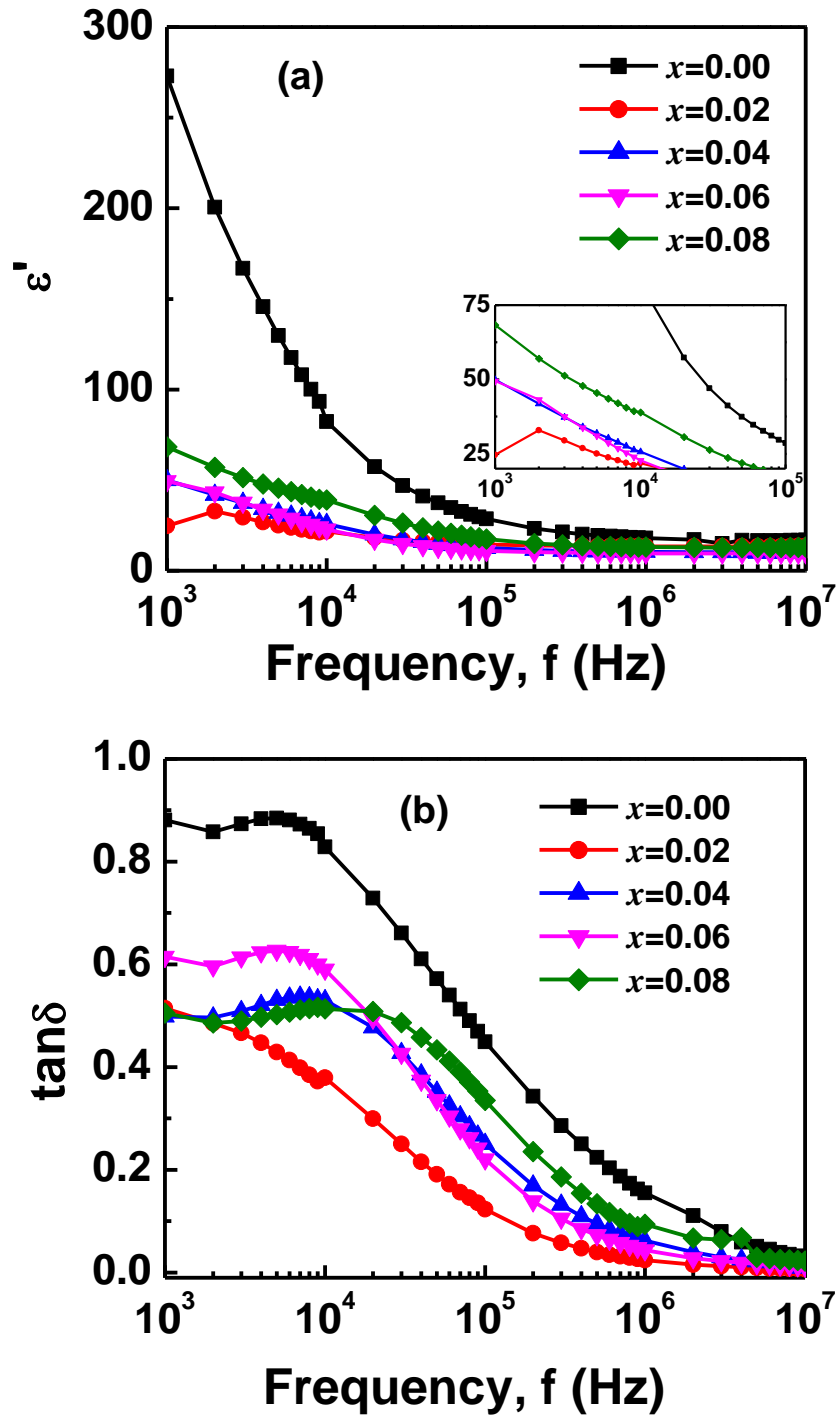 300
(a)
x=0.00
x=0.02
x=0.04
x=0.06
x=0.08
200
ε'
75
50
25
10³ 10⁴ 10⁵
100
0
10³ 10⁴ 10⁵ 10⁶ 10⁷
Frequency, f (Hz)
1.0
(b)
x=0.00
x=0.02
x=0.04
x=0.06
x=0.08
0.8
0.6
tanδ
0.4
0.2
0.0
10³ 10⁴ 10⁵ 10⁶ 10⁷
Frequency, f (Hz)